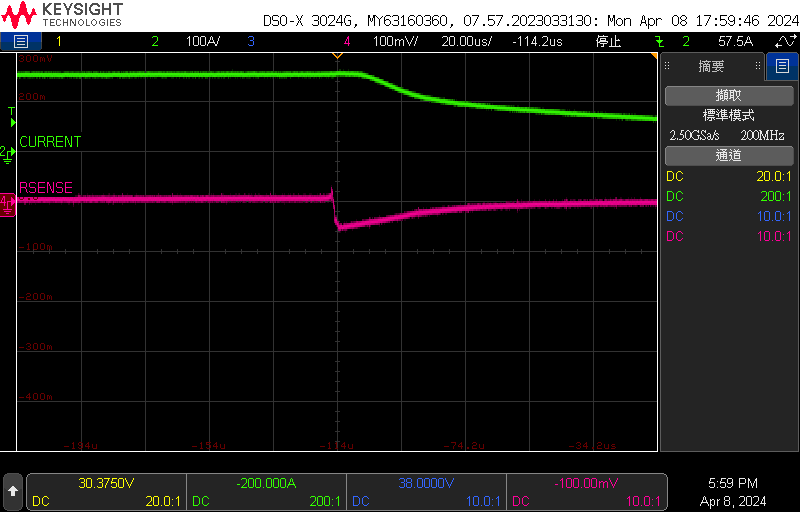 KEYSIGHT
TECHNOLOGIES
DSO-X 3024G, MY63160360, 07.57.2023033130: Mon Apr 08 17:59:46 2024
1 2 100A/ 3 4 100mV/ 20.00us/ -114.2us 停止 2 57.5A
300mV
200m
T
CURRENT
2
RSENSE
4
-100m
-200m
-300m
-400m
-194u -154u -114u -74.2u -34.2us
摘要
擷取
標準模式
2.50GSa/s 200MHz
通道
DC 20.0:1
DC 200:1
DC 10.0:1
DC 10.0:1
30.3750V -200.000A 38.0000V -100.00mV
DC 20.0:1 DC 200:1 DC 10.0:1 DC 10.0:1
5:59 PM
Apr 8, 2024